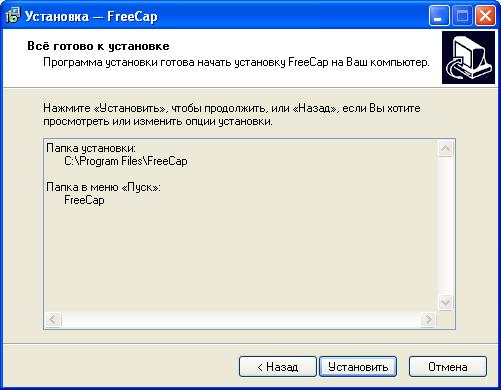 Установка — FreeCap
Всё готово к установке
Программа установки готова начать установку FreeCap на Ваш компьютер.
Нажмите «Установить», чтобы продолжить, или «Назад», если Вы хотите
просмотреть или изменить опции установки.
Папка установки:
C:\Program Files\FreeCap
Папка в меню «Пуск»:
FreeCap
< Назад
Установить
Отмена